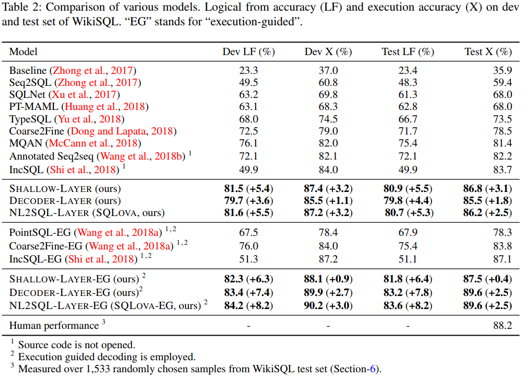 Table 2: Comparison of various models. Logical from accuracy (LF) and execution accuracy (X) on dev
and test set of WikiSQL. “EG” stands for “execution-guided”.
Model Dev LF (%) Dev X (%) Test LF (%) Test X (%)
Baseline (Zhong et al., 2017) 23.3 37.0 23.4 35.9
Seq2SQL (Zhong et al., 2017) 49.5 60.8 48.3 59.4
SQLNet (Xu et al., 2017) 63.2 69.8 61.3 68.0
PT-MAML (Huang et al., 2018) 63.1 68.3 62.8 68.0
TypeSQL (Yu et al., 2018) 68.0 74.5 66.7 73.5
Coarse2Fine (Dong and Lapata, 2018) 72.5 79.0 71.7 78.5
MQAN (McCann et al., 2018) 76.1 82.0 75.4 81.4
Annotated Seq2seq (Wang et al., 2018b) 1 72.1 82.1 72.1 82.2
IncSQL (Shi et al., 2018) 1 49.9 84.0 49.9 83.7
SHALLOW-LAYER (ours) 81.5 (+5.4) 87.4 (+3.2) 80.9 (+5.5) 86.8 (+3.1)
DECODER-LAYER (ours) 79.7 (+3.6) 85.5 (+1.1) 79.8 (+4.4) 85.5 (+1.8)
NL2SQL-LAYER (SQLOVA, ours) 81.6 (+5.5) 87.2 (+3.2) 80.7 (+5.3) 86.2 (+2.5)
PointSQL-EG (Wang et al., 2018a) 1,2 67.5 78.4 67.9 78.3
Coarse2Fine-EG (Wang et al., 2018a) 1,2 76.0 84.0 75.4 83.8
IncSQL-EG (Shi et al., 2018) 1,2 51.3 87.2 51.1 87.1
SHALLOW-LAYER-EG (ours) 2 82.3 (+6.3) 88.1 (+0.9) 81.8 (+6.4) 87.5 (+0.4)
DECODER-LAYER-EG (ours)2 83.4 (+7.4) 89.9 (+2.7) 83.2 (+7.8) 89.6 (+2.5)
NL2SQL-LAYER-EG (SQLOVA-EG, ours) 2 84.2 (+8.2) 90.2 (+3.0) 83.6 (+8.2) 89.6 (+2.5)
Human performance 3 - - - 88.2
1 Source code is not opened.
2 Execution guided decoding is employed.
3 Measured over 1,533 randomly chosen samples from WikiSQL test set (Section-6).